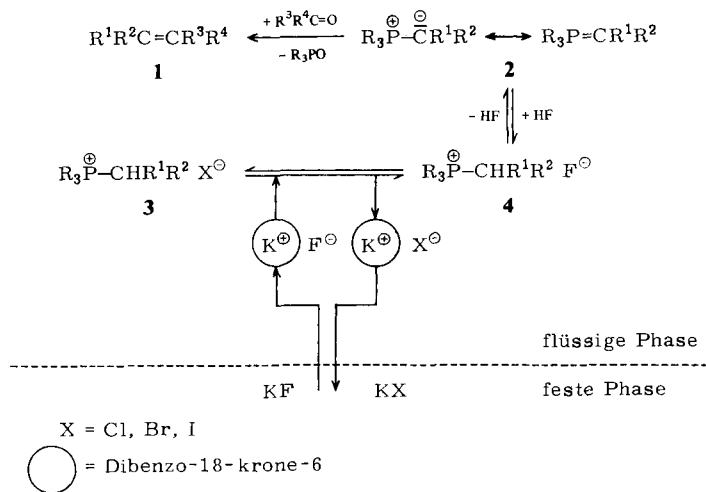 R¹R²C=CR³R⁴ + R³R⁴C=O − R₃PO R₃P⊕−C⊖R¹R² ↔ R₃P=CR¹R²
1 2
− HF + HF
R₃P⊕−CHR¹R² X⊖ R₃P⊕−CHR¹R² F⊖
3 4
K⊕ F⊖ K⊕ X⊖
flüssige Phase
KF KX feste Phase
X = Cl, Br, I
= Dibenzo-18-krone-6